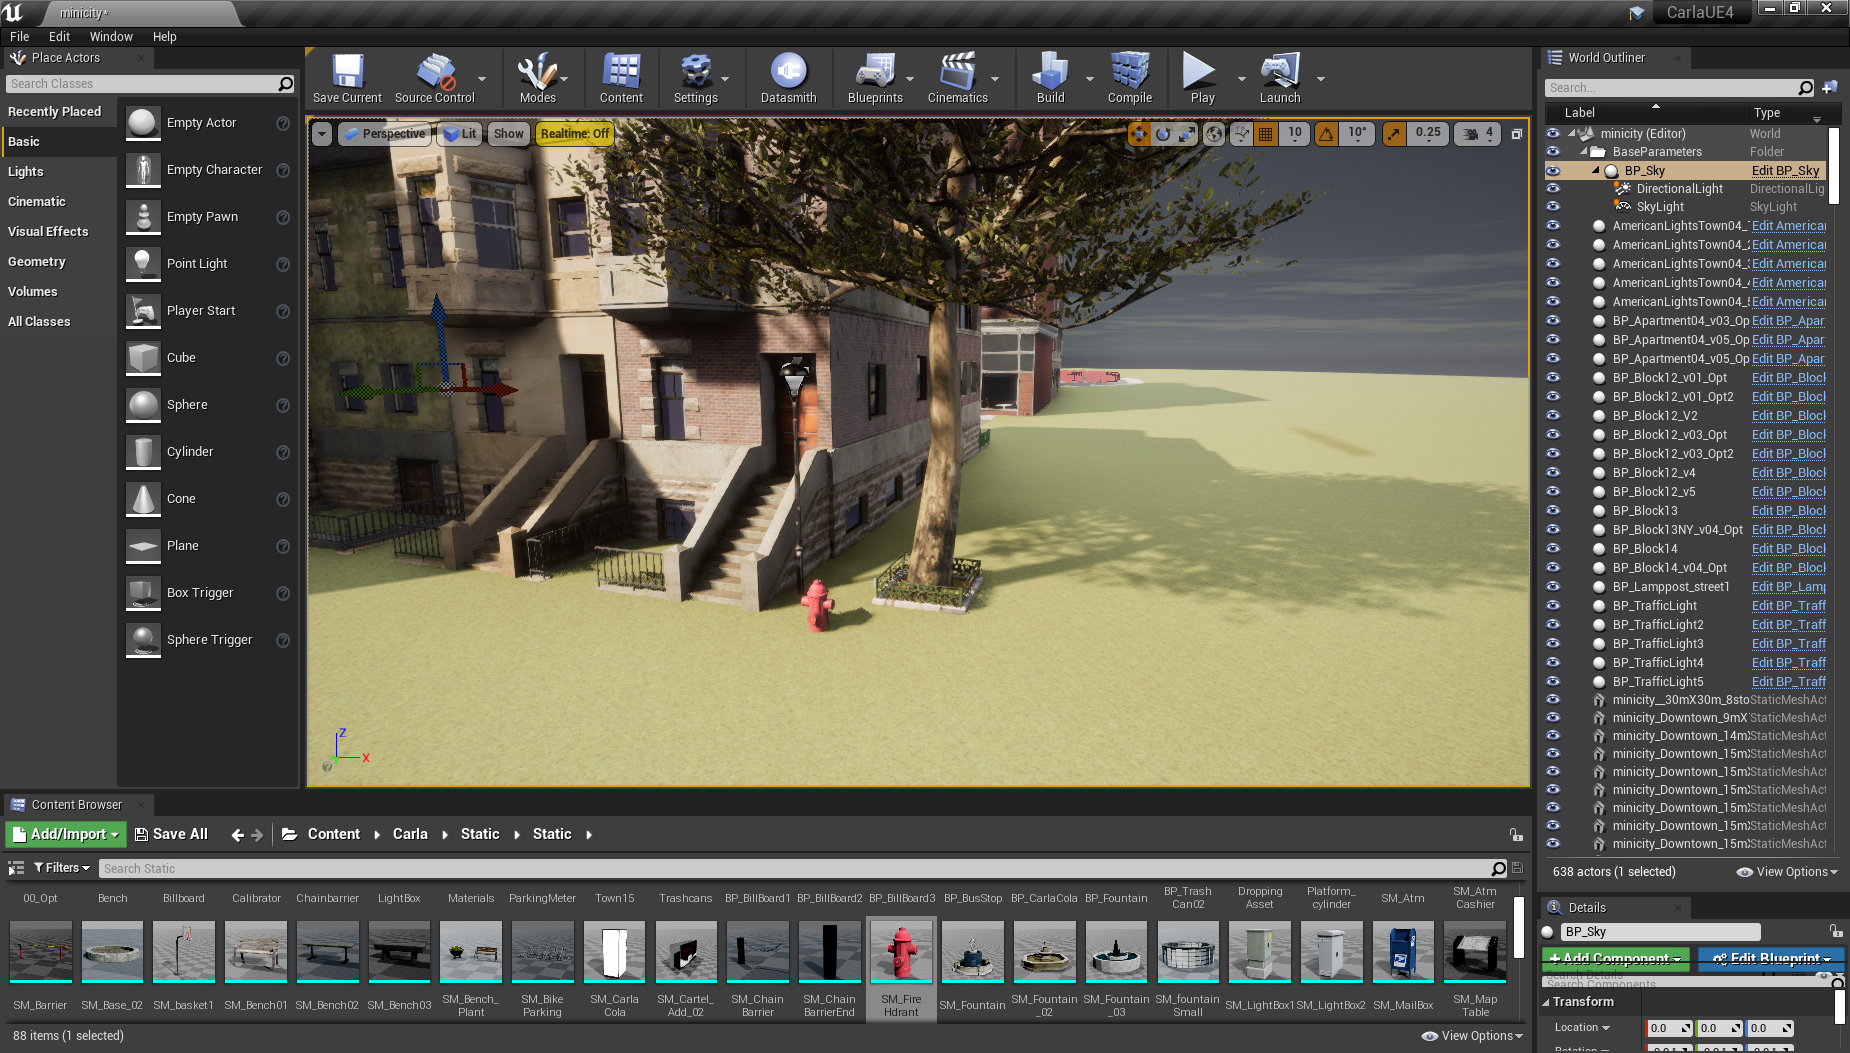 minicity*
CarlaUE4
File Edit Window Help
Place Actors
Search Classes
Recently Placed
Basic
Lights
Cinematic
Visual Effects
Geometry
Volumes
All Classes
Empty Actor
Empty Character
Empty Pawn
Point Light
Player Start
Cube
Sphere
Cylinder
Cone
Plane
Box Trigger
Sphere Trigger
Save Current Source Control Modes Content Settings Datasmith Blueprints Cinematics Build Compile Play Launch
Perspective Lit Show Realtime: Off 10 10° 0.25 4
Z
X
World Outliner
Search...
Label Type
minicity (Editor) World
BaseParameters Folder
BP_Sky Edit BP_Sky
DirectionalLight DirectionalLig
SkyLight SkyLight
AmericanLightsTown04_ Edit America
AmericanLightsTown04_2 Edit America
AmericanLightsTown04_3 Edit America
AmericanLightsTown04_4 Edit America
AmericanLightsTown04_5 Edit America
BP_Apartment04_v03_Op Edit BP_Apar
BP_Apartment04_v05_Op Edit BP_Apar
BP_Apartment04_v05_Op Edit BP_Apar
BP_Block12_v01_Opt Edit BP_Block
BP_Block12_v01_Opt2 Edit BP_Block
BP_Block12_V2 Edit BP_Block
BP_Block12_v03_Opt Edit BP_Block
BP_Block12_v03_Opt2 Edit BP_Block
BP_Block12_v4 Edit BP_Block
BP_Block12_v5 Edit BP_Block
BP_Block13 Edit BP_Block
BP_Block13NY_v04_Opt Edit BP_Block
BP_Block14 Edit BP_Block
BP_Block14_v04_Opt Edit BP_Block
BP_Lamppost_street1 Edit BP_Lamp
BP_TrafficLight Edit BP_Traff
BP_TrafficLight2 Edit BP_Traff
BP_TrafficLight3 Edit BP_Traff
BP_TrafficLight4 Edit BP_Traff
BP_TrafficLight5 Edit BP_Traff
minicity__30mX30m_8sto StaticMeshAct
minicity_Downtown_9mX StaticMeshAct
minicity_Downtown_14m StaticMeshAct
minicity_Downtown_15m StaticMeshAct
minicity_Downtown_15m StaticMeshAct
minicity_Downtown_15m StaticMeshAct
minicity_Downtown_15m StaticMeshAct
minicity_Downtown_15m StaticMeshAct
minicity_Downtown_15m StaticMeshAct
638 actors (1 selected) View Options
Details
BP_Sky
+Add Component Edit Blueprint
Search Details
Search Components
Transform
Location 0.0 0.0 0.0
Content Browser
Add/Import Save All Content Carla Static Static
Filters Search Static
00_Opt Bench Billboard Calibrator Chainbarrier LightBox Materials ParkingMeter Town15 Trashcans BP_BillBoard1 BP_BillBoard2 BP_BillBoard3 BP_BusStop BP_CarlaCola BP_Fountain BP_Trash Can02 Dropping Asset Platform_ cylinder SM_Atm SM_Atm Cashier
SM_Barrier SM_Base_02 SM_basket1 SM_Bench01 SM_Bench02 SM_Bench03 SM_Bench_ Plant SM_Bike Parking SM_Carla Cola SM_Cartel_ Add_02 SM_Chain Barrier SM_Chain BarrierEnd SM_Fire Hdrant SM_Fountain SM_Fountain _02 SM_Fountain _03 SM_fountain Small SM_LightBox1 SM_LightBox2 SM_MailBox SM_Map Table
88 items (1 selected) View Options